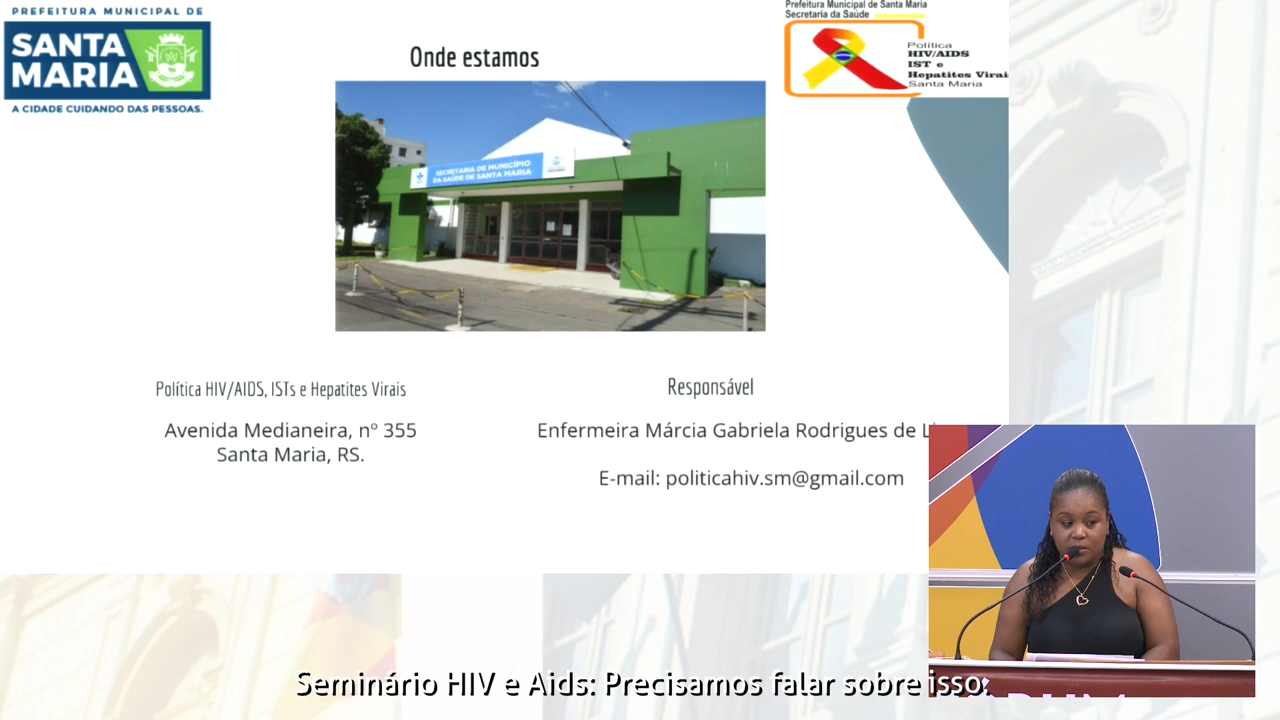 PREFEITURA MUNICIPAL DE
SANTA
MARIA
A CIDADE CUIDANDO DAS PESSOAS.
Onde estamos
Prefeitura Municipal de Santa Maria
Secretaria da Saúde
Política
HIV/AIDS
IST e
Hepatites Virais
Santa Maria
SECRETARIA DE MUNICÍPIO
DA SAÚDE DE SANTA MARIA
Política HIV/AIDS, ISTs e Hepatites Virais
Avenida Medianeira, nº 355
Santa Maria, RS.
Responsável
Enfermeira Márcia Gabriela Rodrigues de
E-mail: politicahiv.sm@gmail.com
Seminário HIV e Aids: Precisamos falar sobre isso.